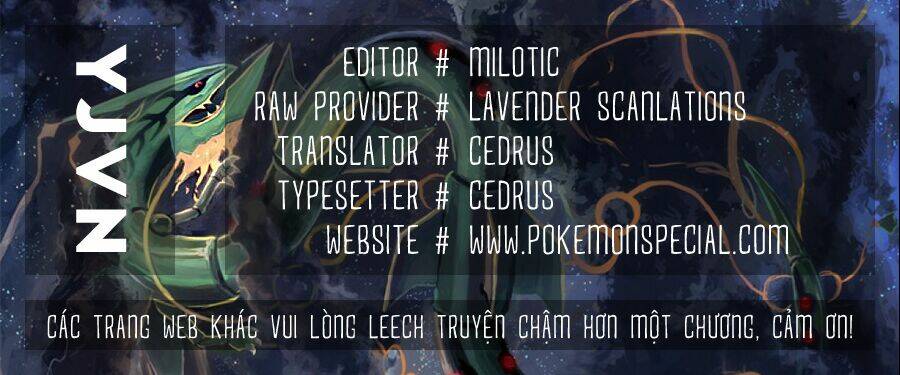 YJVN
EDITOR # MILOTIC
RAW PROVIDER # LAVENDER SCANLATIONS
TRANSLATOR # CEDRUS
TYPESETTER # CEDRUS
WEBSITE # WWW.POKEMONSPECIAL.COM
CÁC TRANG WEB KHÁC VUI LÒNG LEECH TRUYỆN CHẬM HƠN MỘT CHƯƠNG, CẢM ƠN!